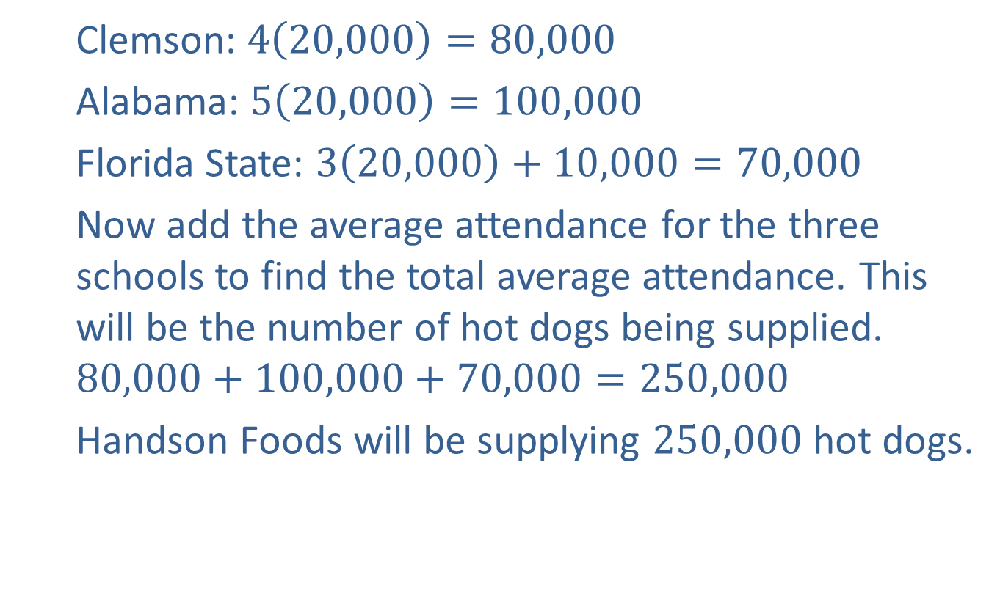 Clemson: 4(20,000) = 80,000
Alabama: 5(20,000) = 100,000
Florida State: 3(20,000) + 10,000 = 70,000
Now add the average attendance for the three
schools to find the total average attendance. This
will be the number of hot dogs being supplied.
80,000 + 100,000 + 70,000 = 250,000
Handson Foods will be supplying 250,000 hot dogs.